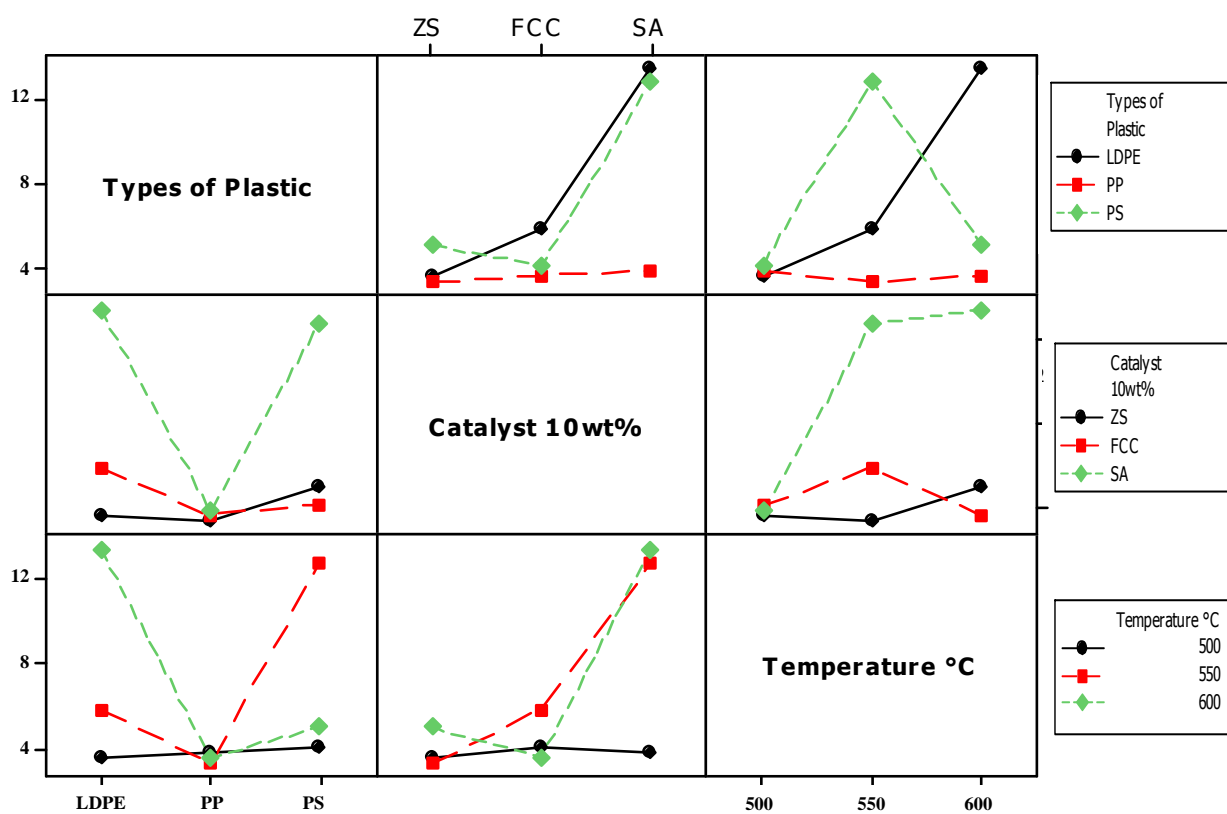 ZS FCC SA
12
8
4
Types of Plastic
Types of
Plastic
LDPE
PP
PS
Catalyst 10wt%
Catalyst
10wt%
ZS
FCC
SA
12
8
4
Temperature °C
Temperature °C
500
550
600
LDPE PP PS 500 550 600